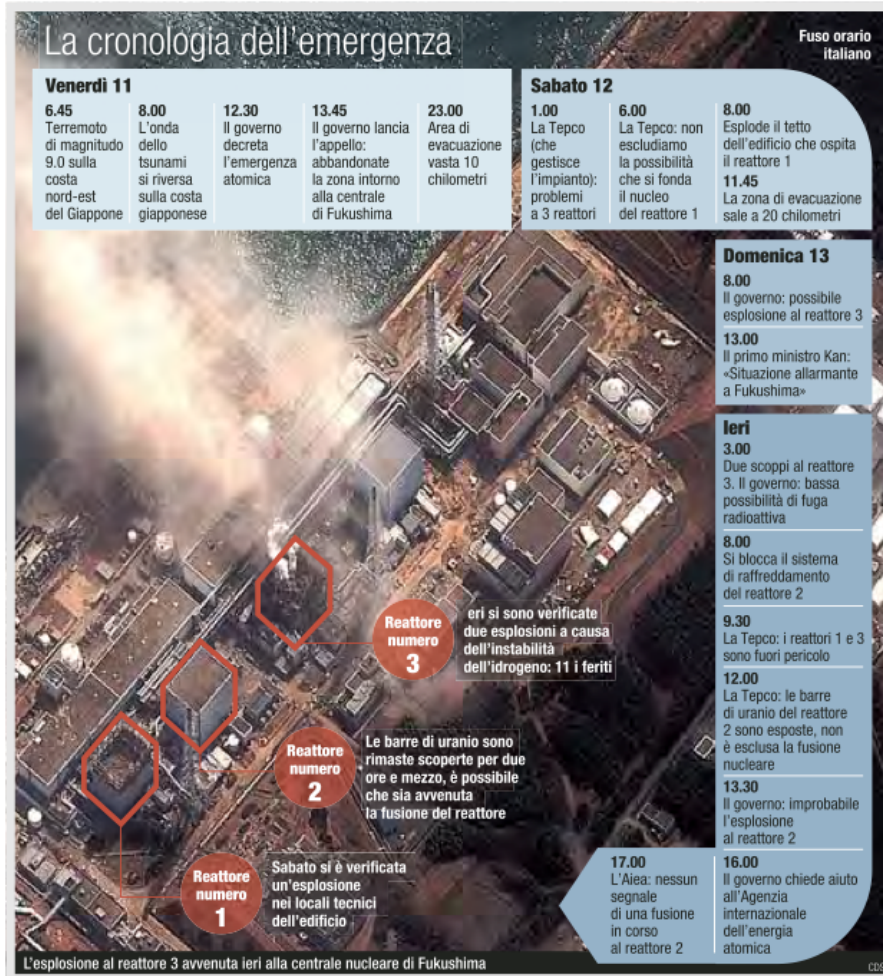 La cronologia dell'emergenza
Fuso orario
italiano
Venerdì 11
6.45
Terremoto
di magnitudo
9.0 sulla
costa
nord-est
del Giappone
8.00
L'onda
dello
tsunami
si riversa
sulla costa
giapponese
12.30
Il governo
decreta
l'emergenza
atomica
13.45
Il governo lancia
l'appello:
abbandonate
la zona intorno
alla centrale
di Fukushima
23.00
Area di
evacuazione
vasta 10
chilometri
Sabato 12
1.00
La Tepco
(che
gestisce
l'impianto):
problemi
a 3 reattori
6.00
La Tepco: non
escludiamo
la possibilità
che si fonda
il nucleo
del reattore 1
8.00
Esplode il tetto
dell'edificio che ospita
il reattore 1
11.45
La zona di evacuazione
sale a 20 chilometri
Domenica 13
8.00
Il governo: possibile
esplosione al reattore 3
13.00
Il primo ministro Kan:
«Situazione allarmante
a Fukushima»
Ieri
3.00
Due scoppi al reattore
3. Il governo: bassa
possibilità di fuga
radioattiva
8.00
Si blocca il sistema
di raffreddamento
del reattore 2
9.30
La Tepco: i reattori 1 e 3
sono fuori pericolo
12.00
La Tepco: le barre
di uranio del reattore
2 sono esposte, non
è esclusa la fusione
nucleare
13.30
Il governo: improbabile
l'esplosione
al reattore 2
16.00
Il governo chiede aiuto
all'Agenzia
internazionale
dell'energia
atomica
17.00
L'Aiea: nessun
segnale
di una fusione
in corso
al reattore 2
Reattore
numero
3
eri si sono verificate
due esplosioni a causa
dell'instabilità
dell'idrogeno: 11 i feriti
Reattore
numero
2
Le barre di uranio sono
rimaste scoperte per due
ore e mezzo, è possibile
che sia avvenuta
la fusione del reattore
Reattore
numero
1
Sabato si è verificata
un'esplosione
nei locali tecnici
dell'edificio
L'esplosione al reattore 3 avvenuta ieri alla centrale nucleare di Fukushima